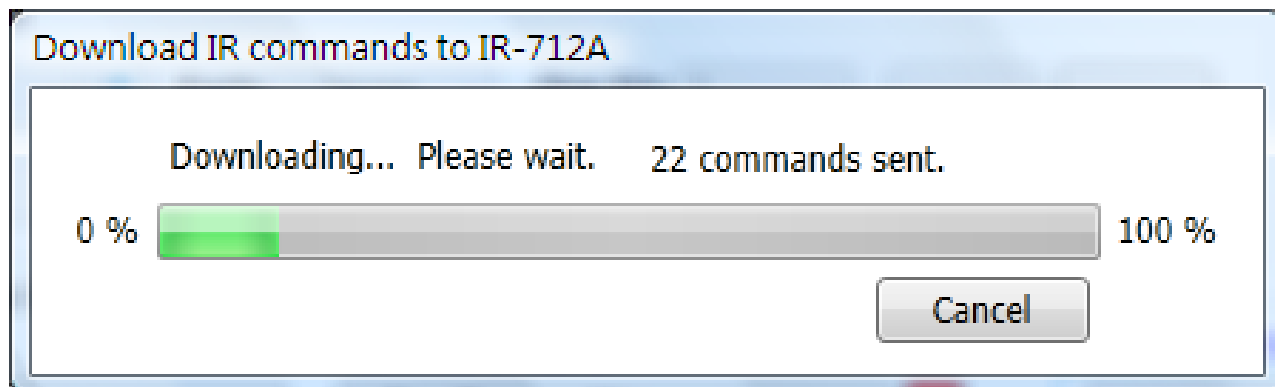 Download IR commands to IR-712A
Downloading... Please wait. 22 commands sent.
0 % 100 %
Cancel